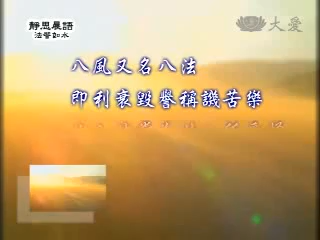 靜思晨語
法譬如水
大愛
八風又名八法
即利衰毀譽稱譏苦樂